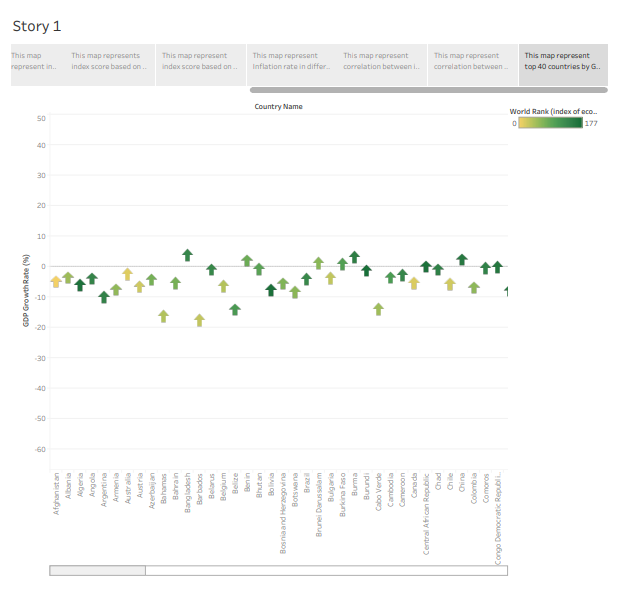 Story 1
This map
represent in..
This map represents
index score based on ..
This map represent
index score based on ..
This map represent
Inflation rate in differ..
This map represent
correlation between i..
This map represent
correlation between ..
This map represent
top 40 countries by G..
Country Name
World Rank (index of eco..
0
177
GDP Growth Rate (%)
50
40
30
20
10
0
-10
-20
-30
-40
-50
-60
Afghanistan
Albania
Algeria
Angola
Argentina
Armenia
Australia
Austria
Azerbaijan
Bahamas
Bahrain
Bangladesh
Barbados
Belarus
Belgium
Belize
Benin
Bhutan
Bolivia
Bosnia and Herzegovina
Botswana
Brazil
Brunei Darussalam
Bulgaria
Burkina Faso
Burma
Burundi
Cabo Verde
Cambodia
Cameroon
Canada
Central African Republic
Chad
Chile
China
Colombia
Comoros
Congo Democratic Republi..